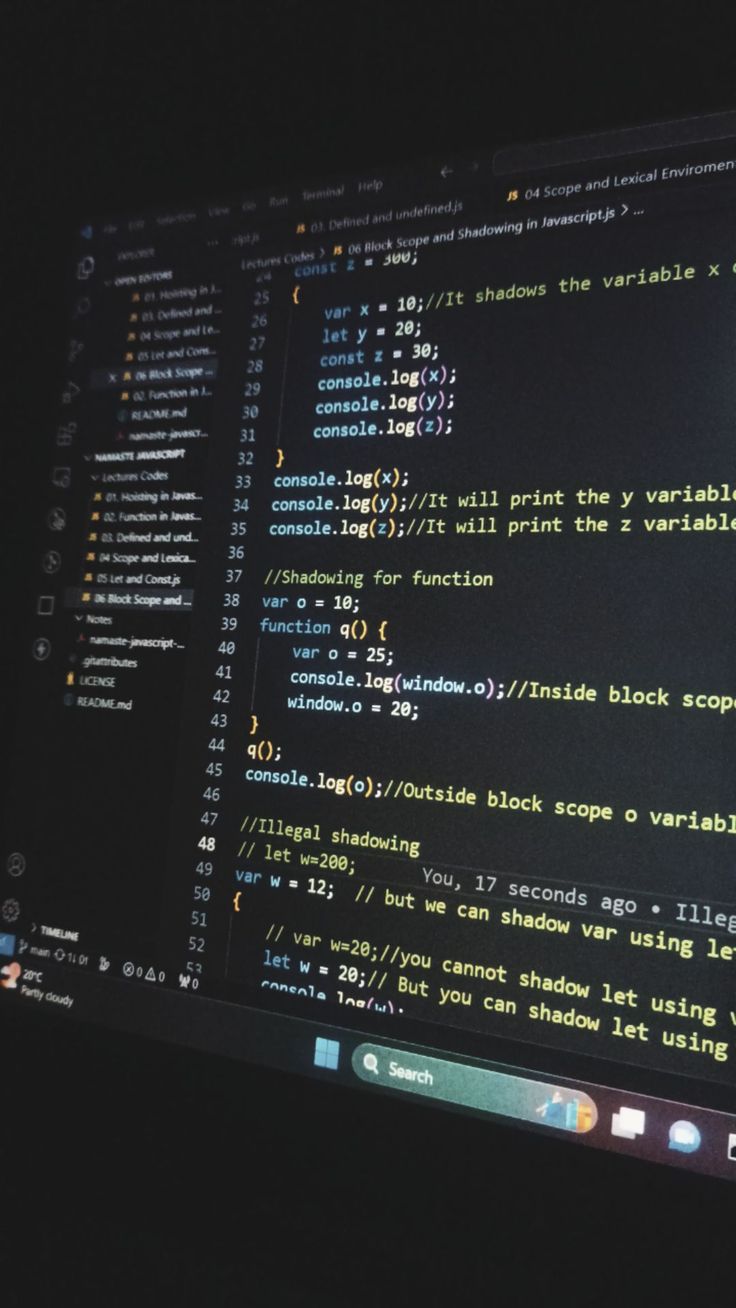 Selection View Go Run Terminal Help
JS 03. Defined and undefined.js
JS 04 Scope and Lexical Enviromen
Lectures Codes > JS 06 Block Scope and Shadowing in Javascript.js > ...
EXPLORER
OPEN EDITORS
JS 01. Hoisting in J...
JS 03. Defined and ...
JS 04 Scope and Le...
JS 05 Let and Cons...
× JS 06 Block Scope ...
JS 02. Function in J...
README.md
namaste-javascr...
NAMASTE JAVASCRIPT
Lectures Codes
JS 01. Hoisting in Javas...
JS 02. Function in Javas...
JS 03. Defined and und...
JS 04 Scope and Lexica...
JS 05 Let and Const.js
JS 06 Block Scope and ...
Notes
namaste-javascript-...
.gitattributes
LICENSE
README.md
TIMELINE
24 const z = 300;
25 {
26 var x = 10;//It shadows the variable x
27 let y = 20;
28 const z = 30;
29 console.log(x);
30 console.log(y);
31 console.log(z);
32 }
33 console.log(x);
34 console.log(y);//It will print the y variabl
35 console.log(z);//It will print the z variable
36
37 //Shadowing for function
38 var o = 10;
39 function q() {
40 var o = 25;
41 console.log(window.o);//Inside block scop
42 window.o = 20;
43 }
44 q();
45 console.log(o);//Outside block scope o variabl
46
47 //Illegal shadowing
48 // let w=200; You, 17 seconds ago • Illeg
49 var w = 12; // but we can shadow var using le
50 {
51 // var w=20;//you cannot shadow let using
52 let w = 20;// But you can shadow let using
53 console.log(w);
main 1↓ 0↑ 0 0 0
20°C
Partly cloudy
Search